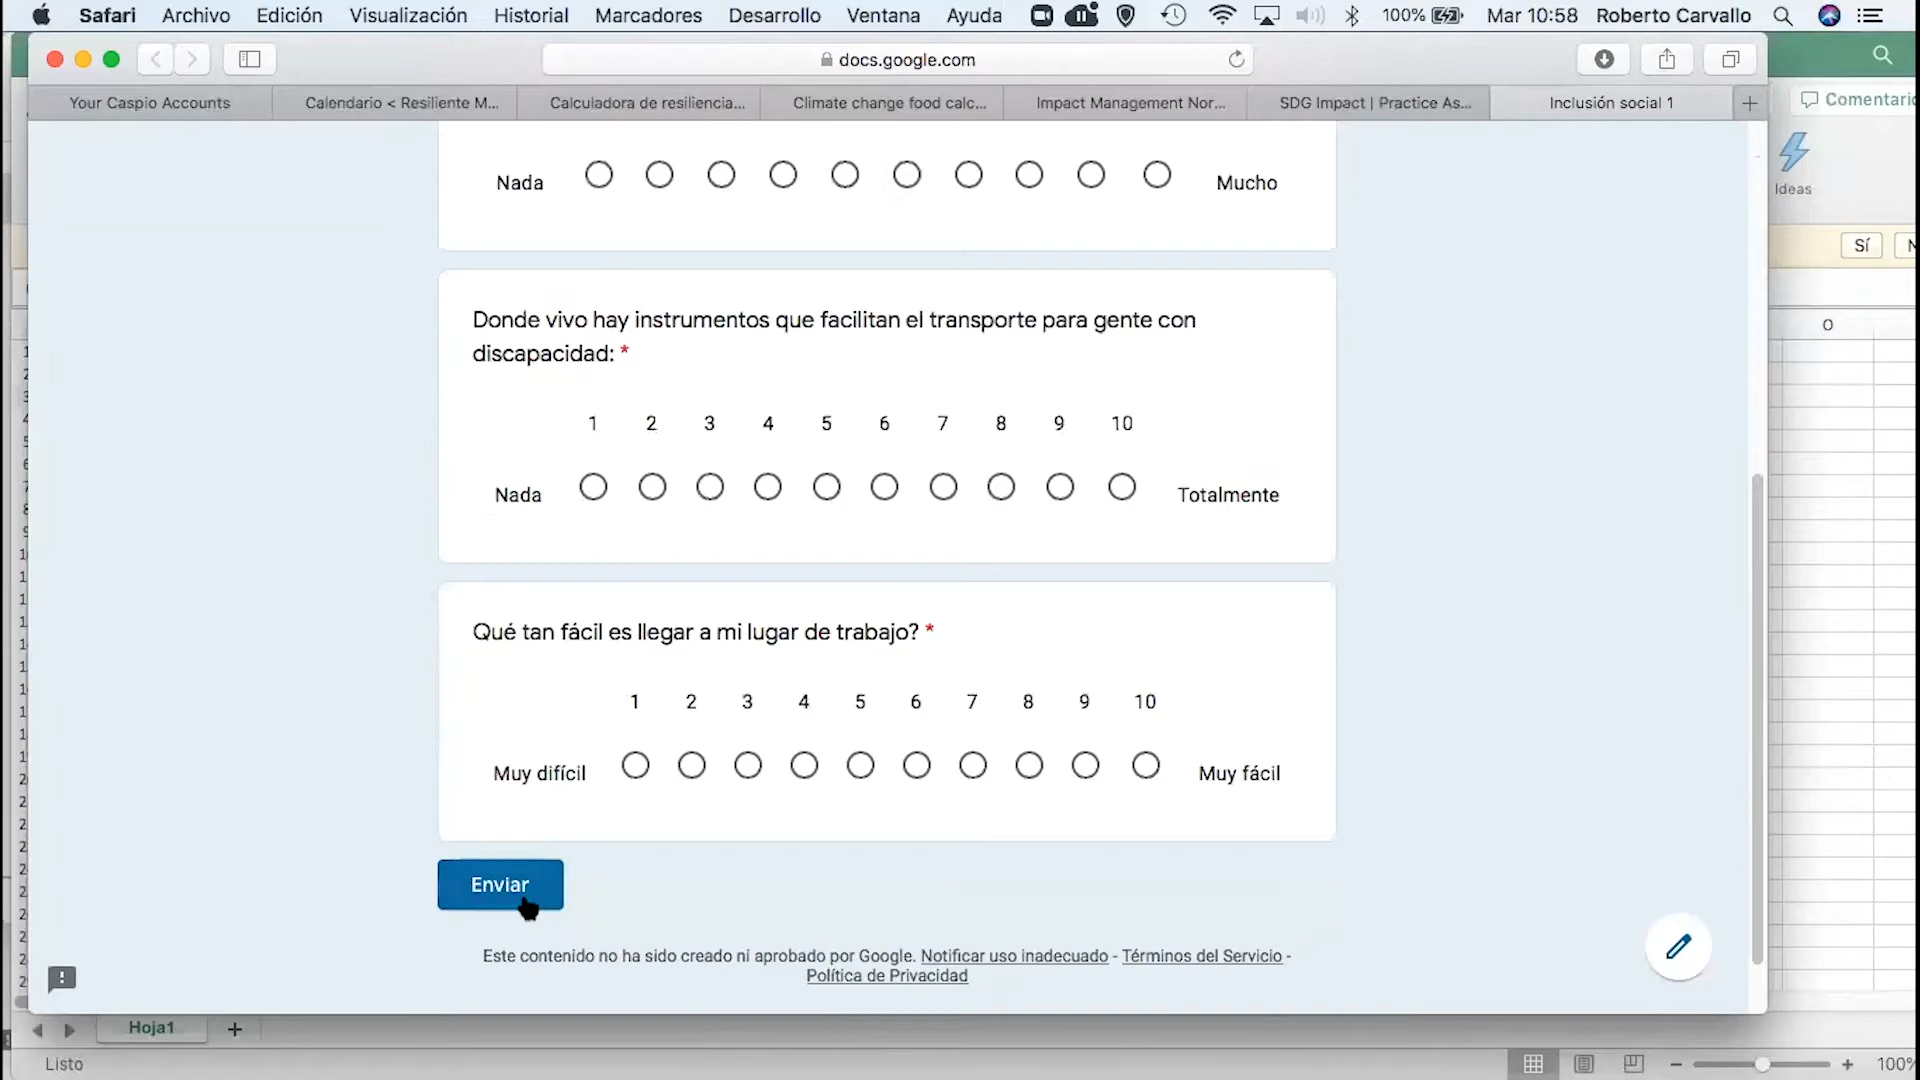 Safari Archivo Edición Visualización Historial Marcadores Desarrollo Ventana Ayuda 100% Mar 10:58 Roberto Carvallo
docs.google.com
Your Caspio Accounts Calendario < Resiliente M... Calculadora de resiliencia... Climate change food calc... Impact Management Nor... SDG Impact | Practice As... Inclusión social 1 +
Ideas
Sí
O
Nada Mucho
Donde vivo hay instrumentos que facilitan el transporte para gente con
discapacidad: *
1 2 3 4 5 6 7 8 9 10
Nada Totalmente
Qué tan fácil es llegar a mi lugar de trabajo? *
1 2 3 4 5 6 7 8 9 10
Muy difícil Muy fácil
Enviar
Este contenido no ha sido creado ni aprobado por Google. Notificar uso inadecuado - Términos del Servicio -
Política de Privacidad
Hoja1 +
Listo
100%